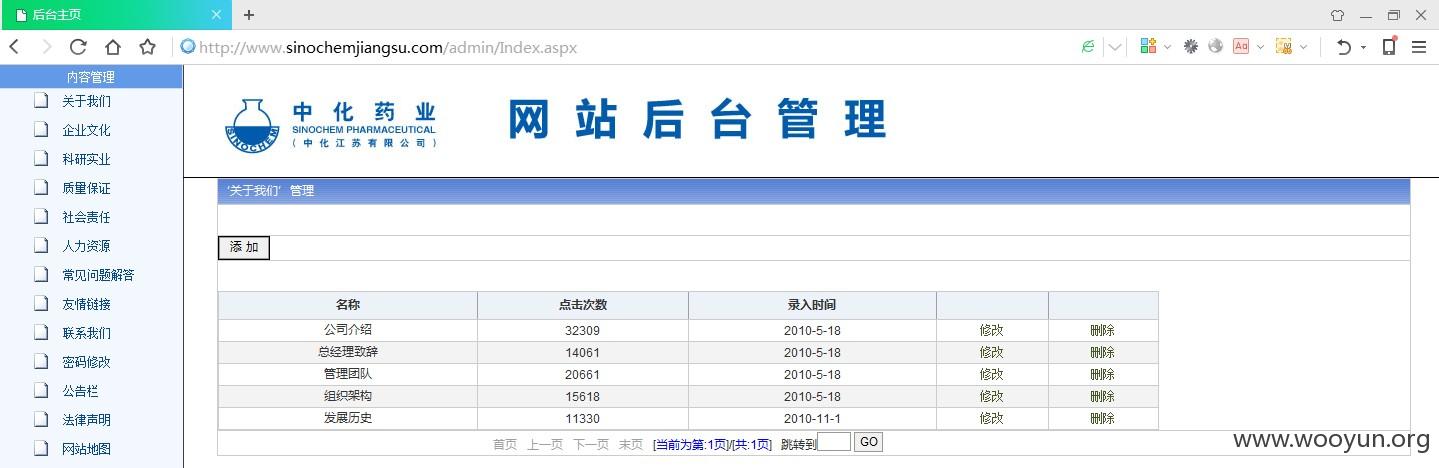 后台主页
http://www.sinochemjiangsu.com/admin/Index.aspx
内容管理
关于我们
企业文化
科研实业
质量保证
社会责任
人力资源
常见问题解答
友情链接
联系我们
密码修改
公告栏
法律声明
网站地图
SINOCHEM
中化药业
SINOCHEM PHARMACEUTICAL
(中化江苏有限公司)
网站后台管理
‘关于我们’管理
添 加
名称 点击次数 录入时间
公司介绍 32309 2010-5-18 修改 删除
总经理致辞 14061 2010-5-18 修改 删除
管理团队 20661 2010-5-18 修改 删除
组织架构 15618 2010-5-18 修改 删除
发展历史 11330 2010-11-1 修改 删除
首页 上一页 下一页 末页 [当前为第:1页]/[共:1页] 跳转到 GO
www.wooyun.org